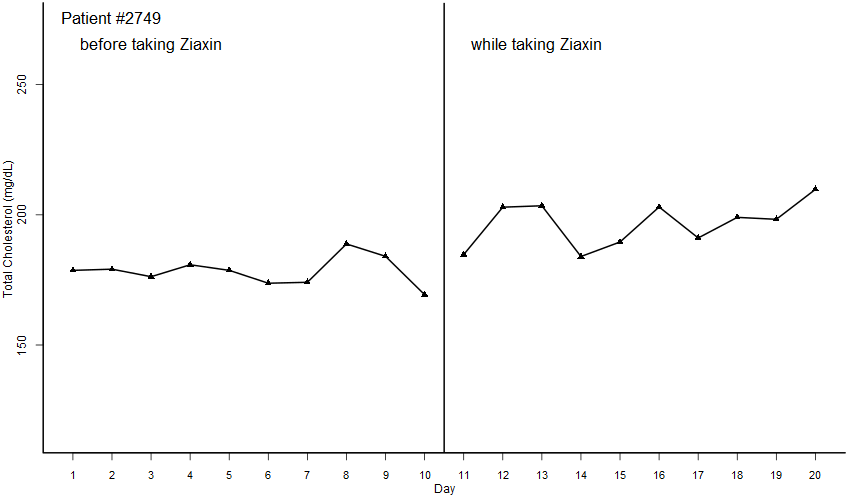 Patient #2749
before taking Ziaxin
while taking Ziaxin
Total Cholesterol (mg/dL)
250
200
150
1 2 3 4 5 6 7 8 9 10 11 12 13 14 15 16 17 18 19 20
Day